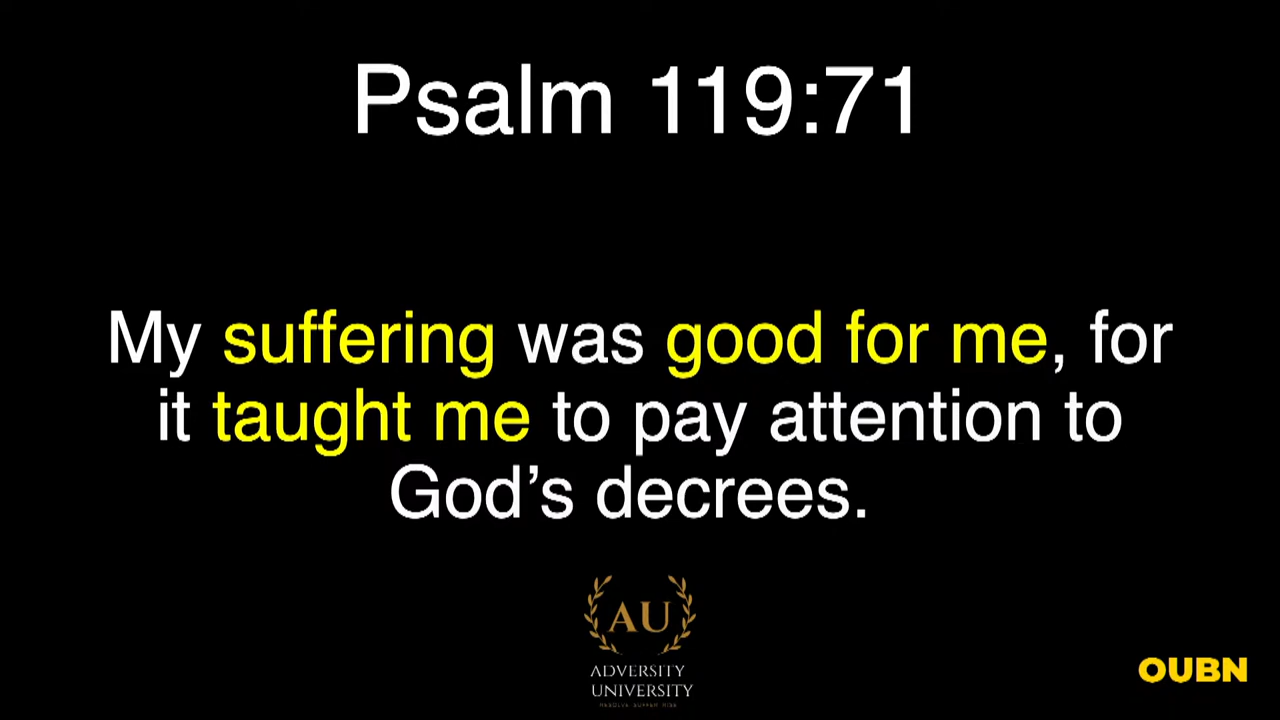 Psalm 119:71
My suffering was good for me, for
it taught me to pay attention to
God’s decrees.
AU
ADVERSITY
UNIVERSITY
OUBN